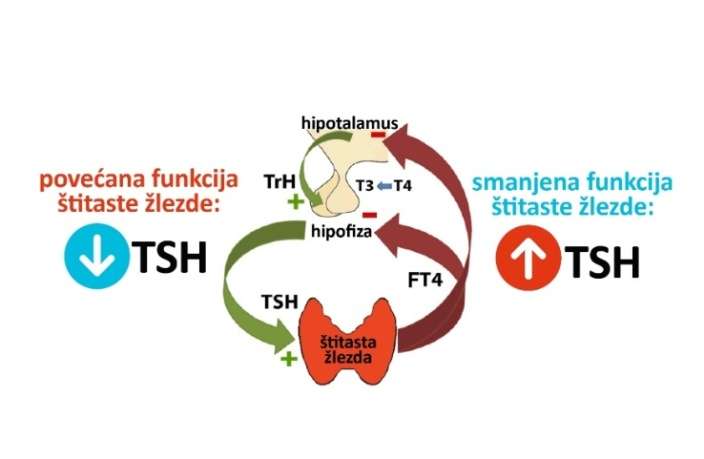 hipotalamus
povećana funkcija
štitaste žlezde:
TSH
TrH
+
T3
T4
hipofiza
smanjena funkcija
štitaste žlezde:
TSH
FT4
TSH
štitasta
žlezda
+